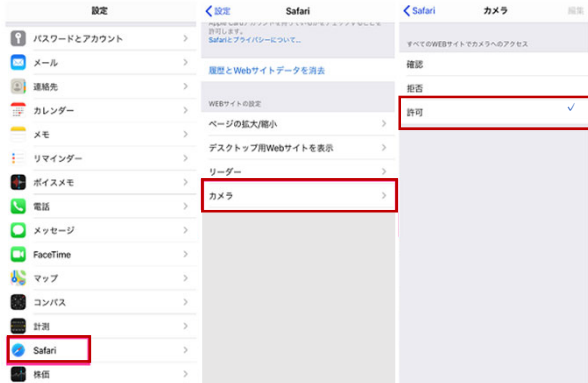 設定
パスワードとアカウント
メール
連絡先
カレンダー
メモ
リマインダー
ボイスメモ
電話
メッセージ
FaceTime
マップ
コンパス
計測
Safari
株価
設定
Safari
許可します。
Safariとプライバシーについて...
履歴とWebサイトデータを消去
WEBサイトの設定
ページの拡大/縮小
デスクトップ用Webサイトを表示
リーダー
カメラ
Safari
カメラ
編集
すべてのWEBサイトでカメラへのアクセス
確認
拒否
許可